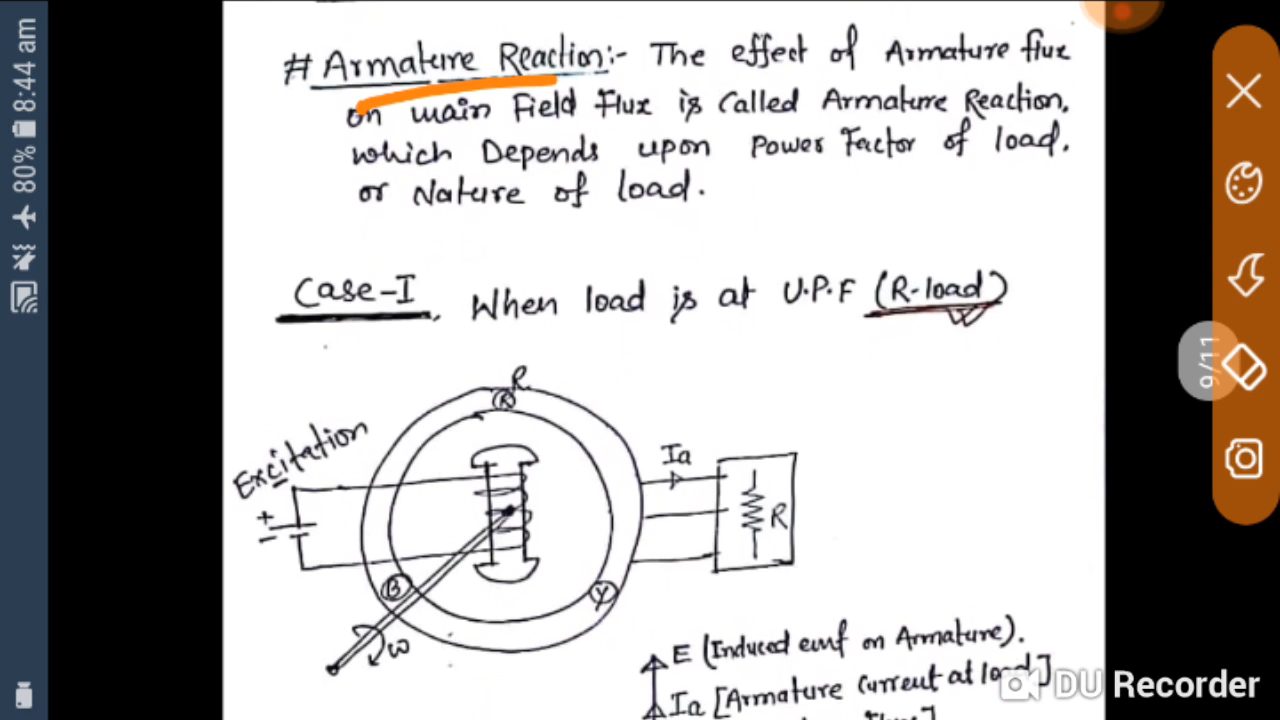 80% 8:44 am
# Armature Reaction:- The effect of Armature flux
on main Field Flux is called Armature Reaction.
which Depends upon Power Factor of load.
or Nature of load.
Case-I, When load is at U.P.F (R-load)
9/11
R
R
Excitation
+
-
Ia
R
B
Y
ω
E (Induced emf on Armature).
Ia [Armature Current at load]
DU Recorder